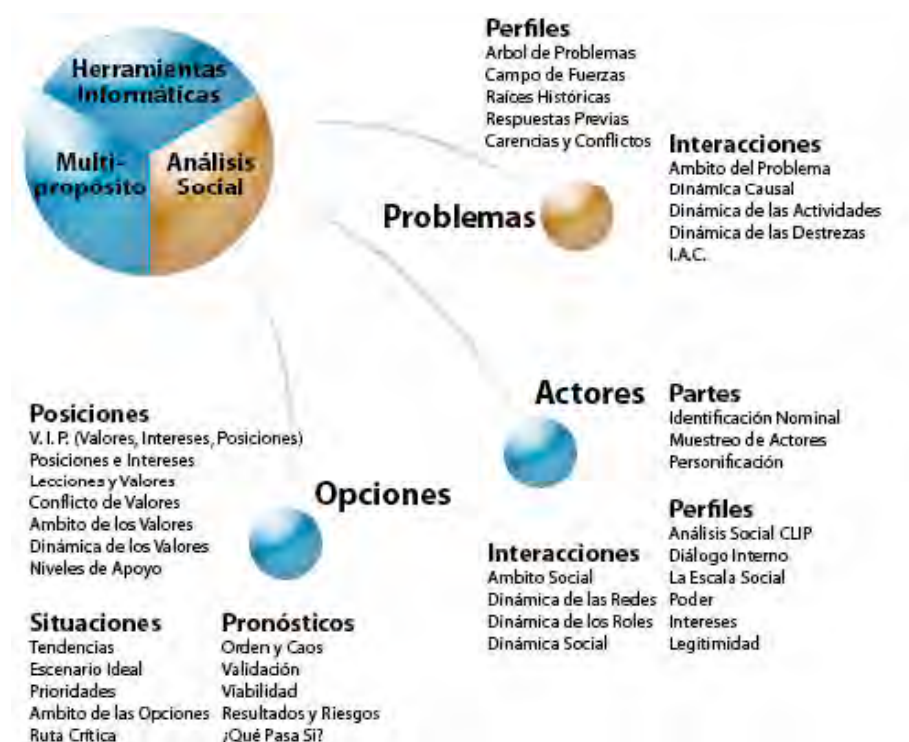 Herramientas
Informáticas
Multi-
propósito
Análisis
Social
Perfiles
Arbol de Problemas
Campo de Fuerzas
Raíces Históricas
Respuestas Previas
Carencias y Conflictos
Problemas
Interacciones
Ambito del Problema
Dinámica Causal
Dinámica de las Actividades
Dinámica de las Destrezas
I.A.C.
Actores
Partes
Identificación Nominal
Muestreo de Actores
Personificación
Perfiles
Análisis Social CLIP
Diálogo Interno
La Escala Social
Poder
Intereses
Legitimidad
Interacciones
Ambito Social
Dinámica de las Redes
Dinámica de los Roles
Dinámica Social
Opciones
Posiciones
V. I. P. (Valores, Intereses, Posiciones)
Posiciones e Intereses
Lecciones y Valores
Conflicto de Valores
Ambito de los Valores
Dinámica de los Valores
Niveles de Apoyo
Situaciones
Tendencias
Escenario Ideal
Prioridades
Ambito de las Opciones
Ruta Crítica
Pronósticos
Orden y Caos
Validación
Viabilidad
Resultados y Riesgos
¿Qué Pasa Si?